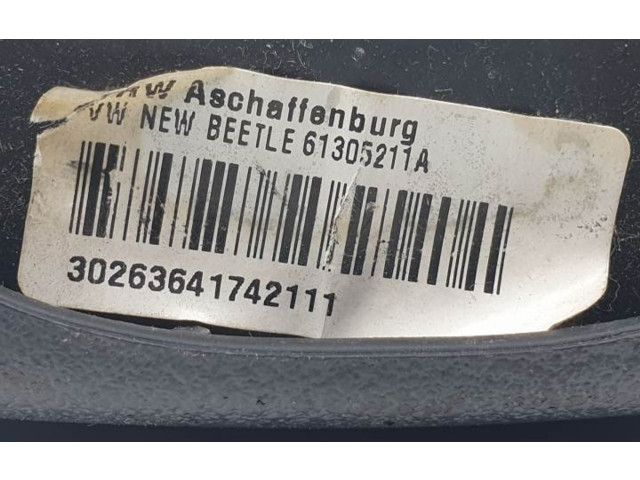 Aschaffenburg
VW NEW BEETLE 61305211A
30263641742111